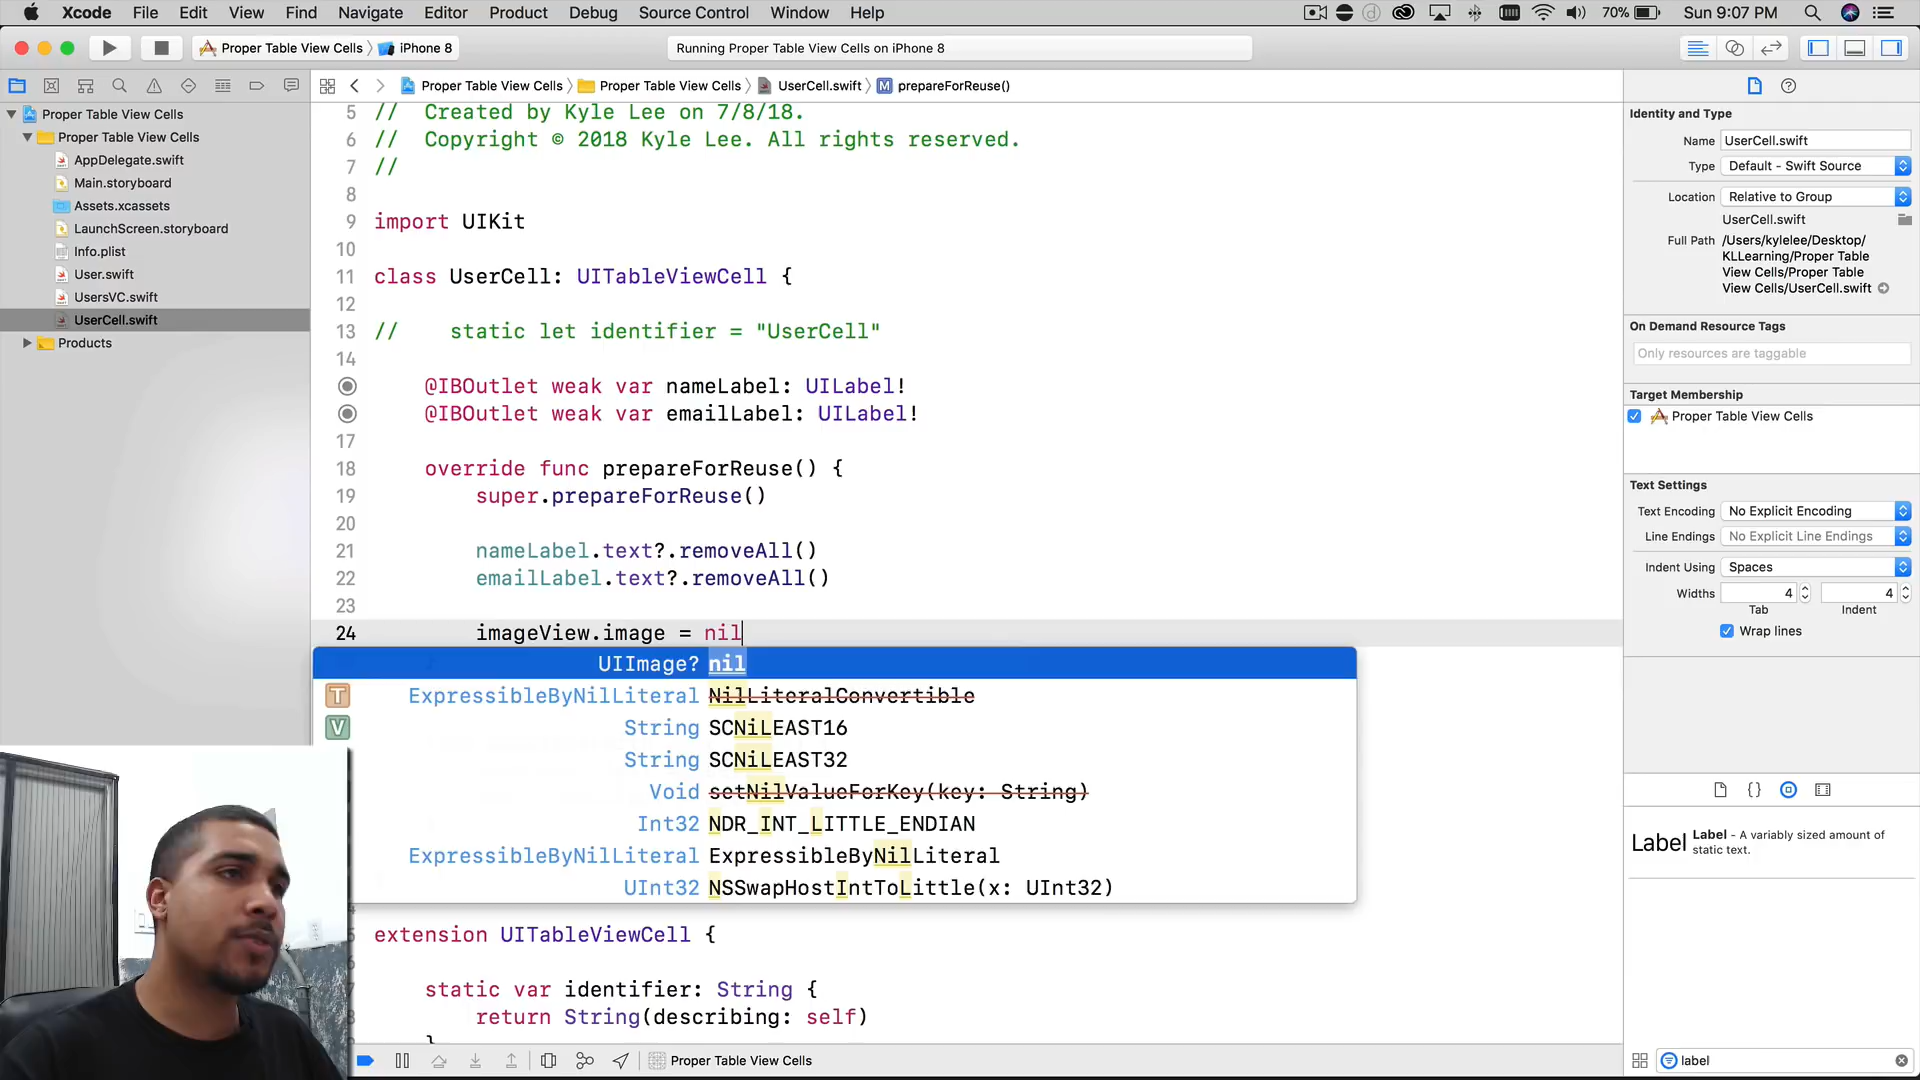 Xcode File Edit View Find Navigate Editor Product Debug Source Control Window Help 70% Sun 9:07 PM
Proper Table View Cells iPhone 8 Running Proper Table View Cells on iPhone 8
Proper Table View Cells Proper Table View Cells UserCell.swift M prepareForReuse()
Proper Table View Cells
Proper Table View Cells
AppDelegate.swift
Main.storyboard
Assets.xcassets
LaunchScreen.storyboard
Info.plist
User.swift
UsersVC.swift
UserCell.swift
Products
5 // Created by Kyle Lee on 7/8/18.
6 // Copyright © 2018 Kyle Lee. All rights reserved.
7 //
8
9 import UIKit
10
11 class UserCell: UITableViewCell {
12
13 // static let identifier = "UserCell"
14
@IBOutlet weak var nameLabel: UILabel!
@IBOutlet weak var emailLabel: UILabel!
17
18 override func prepareForReuse() {
19 super.prepareForReuse()
20
21 nameLabel.text?.removeAll()
22 emailLabel.text?.removeAll()
23
24 imageView.image = nil
UIImage? nil
T ExpressibleByNilLiteral NilLiteralConvertible
V String SCNiLEAST16
String SCNiLEAST32
Void setNilValueForKey(key: String)
Int32 NDR_INT_LITTLE_ENDIAN
ExpressibleByNilLiteral ExpressibleByNilLiteral
UInt32 NSSwapHostIntToLittle(x: UInt32)
extension UITableViewCell {
static var identifier: String {
return String(describing: self)
}
Proper Table View Cells
Identity and Type
Name UserCell.swift
Type Default - Swift Source
Location Relative to Group
UserCell.swift
Full Path /Users/kylelee/Desktop/
KLLearning/Proper Table
View Cells/Proper Table
View Cells/UserCell.swift
On Demand Resource Tags
Only resources are taggable
Target Membership
Proper Table View Cells
Text Settings
Text Encoding No Explicit Encoding
Line Endings No Explicit Line Endings
Indent Using Spaces
Widths 4 4
Tab Indent
Wrap lines
{}
Label Label - A variably sized amount of
static text.
label